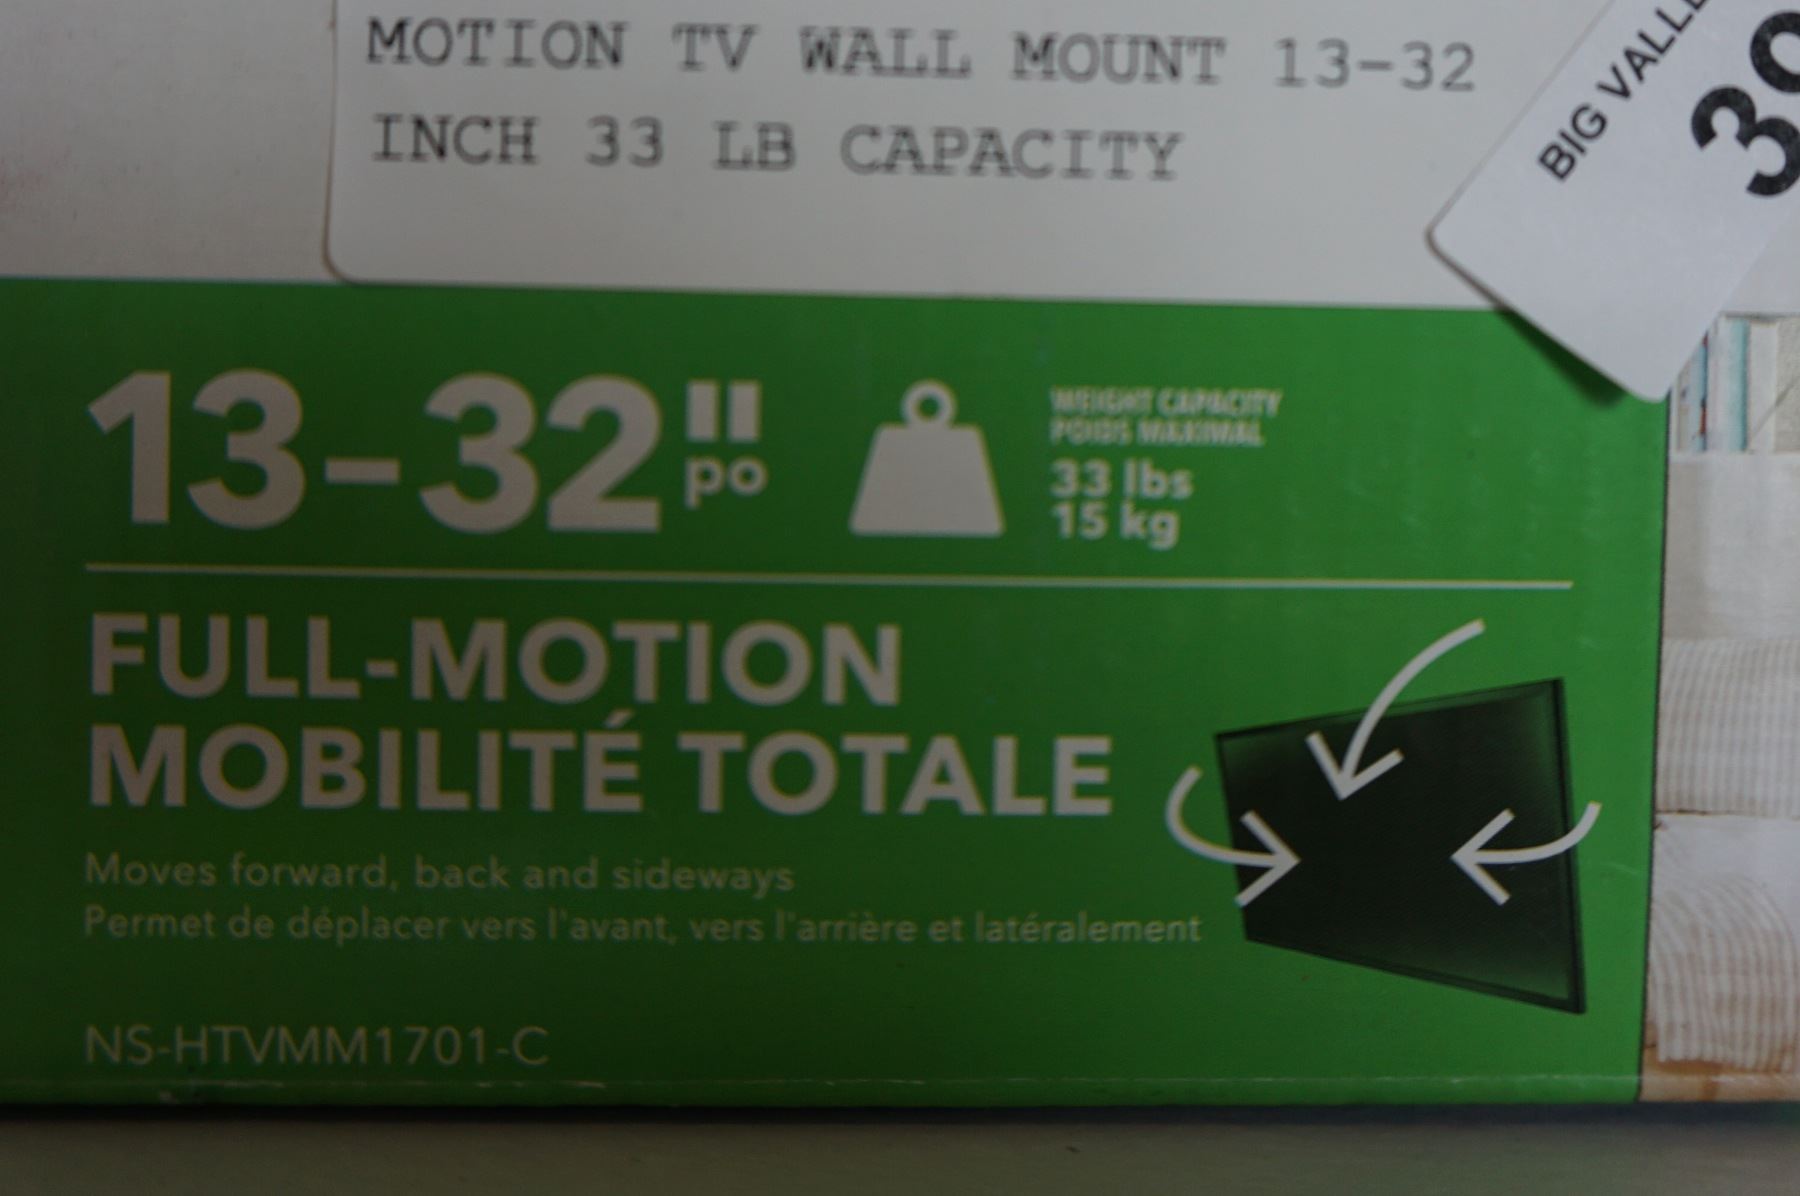 MOTION TV WALL MOUNT 13-32
INCH 33 LB CAPACITY
BIG
13-32"
po
WEIGHT CAPACITY
POIDS MAXIMAL
33 lbs
15 kg
FULL-MOTION
MOBILITÉ TOTALE
Moves forward, back and sideways
Permet de déplacer vers l'avant, vers l'arrière et latéralement
NS-HTVMM1701-C